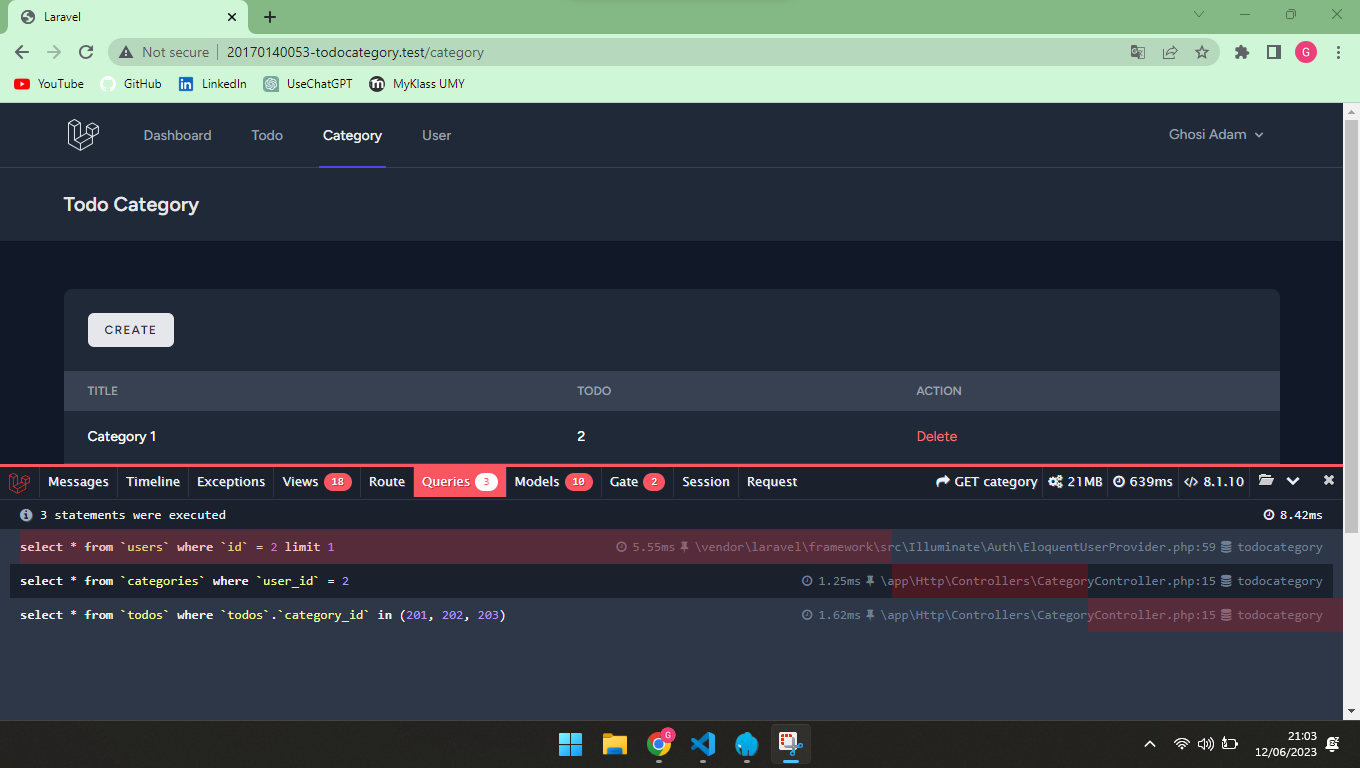 Laravel
Not secure 20170140053-todocategory.test/category
G
YouTube GitHub LinkedIn UseChatGPT MyKlass UMY
Dashboard Todo Category User Ghosi Adam
Todo Category
CREATE
TITLE TODO ACTION
Category 1 2 Delete
Messages Timeline Exceptions Views 18 Route Queries 3 Models 10 Gate 2 Session Request GET category 21MB 639ms 8.1.10
3 statements were executed 8.42ms
select * from `users` where `id` = 2 limit 1 5.55ms \vendor\laravel\framework\src\Illuminate\Auth\EloquentUserProvider.php:59 todocategory
select * from `categories` where `user_id` = 2 1.25ms \app\Http\Controllers\CategoryController.php:15 todocategory
select * from `todos` where `todos`.`category_id` in (201, 202, 203) 1.62ms \app\Http\Controllers\CategoryController.php:15 todocategory
G
21:03
12/06/2023